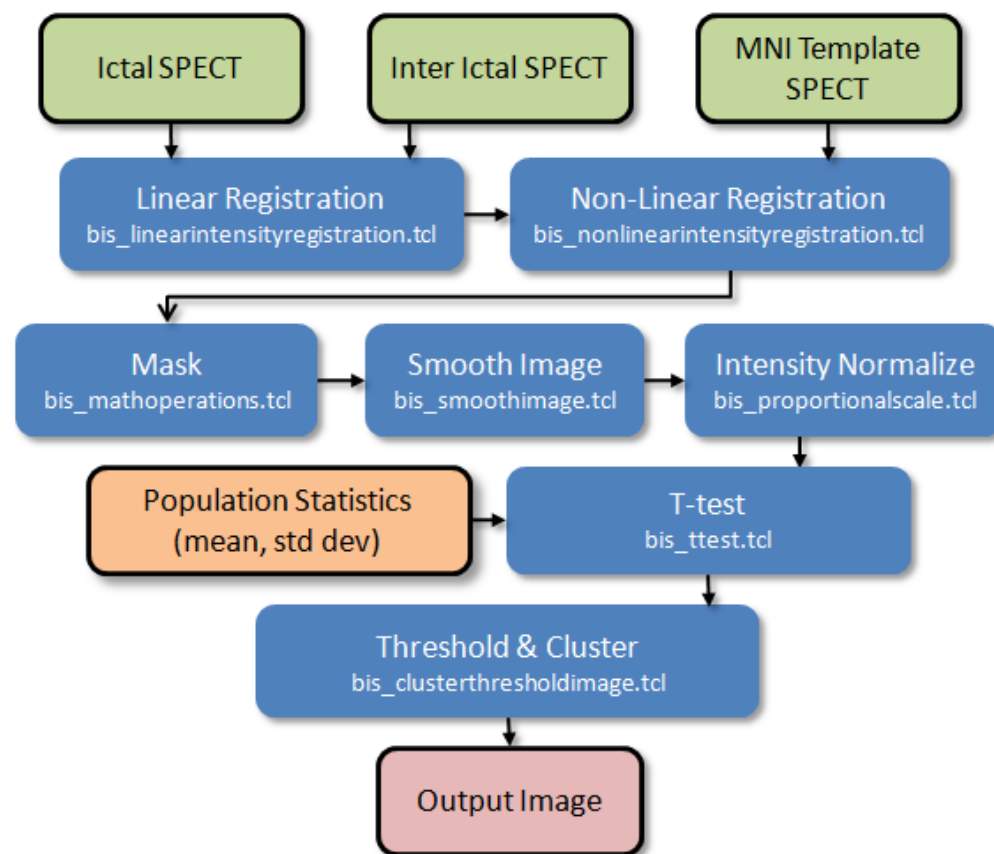 Ictal SPECT
Inter Ictal SPECT
MNI Template
SPECT
Linear Registration
bis_linearintensityregistration.tcl
Non-Linear Registration
bis_nonlinearintensityregistration.tcl
Mask
bis_mathoperations.tcl
Smooth Image
bis_smoothimage.tcl
Intensity Normalize
bis_proportionalscale.tcl
Population Statistics
(mean, std dev)
T-test
bis_ttest.tcl
Threshold & Cluster
bis_clusterthresholdimage.tcl
Output Image